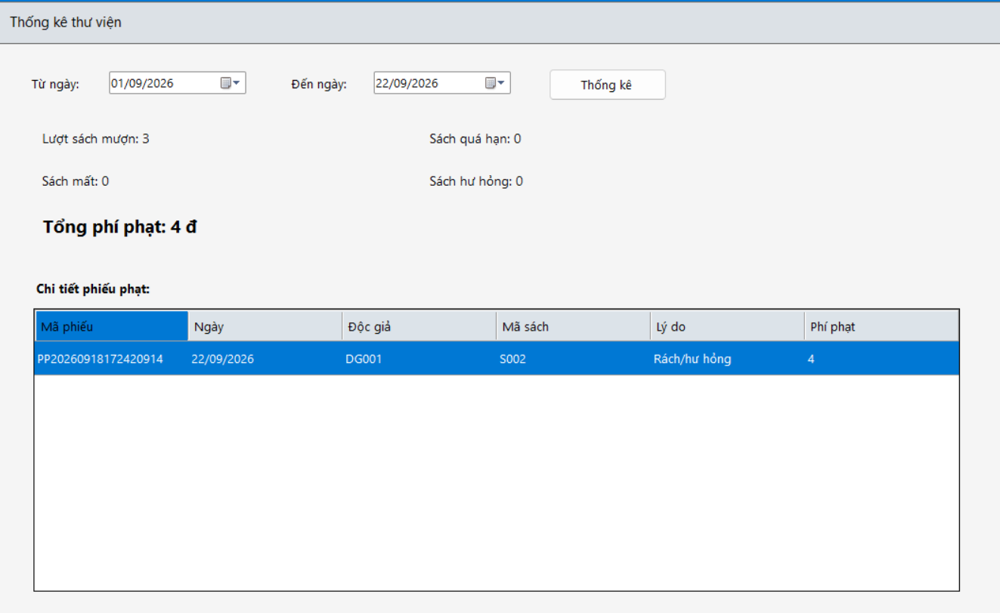 Thống kê thư viện
Từ ngày: 01/09/2026 Đến ngày: 22/09/2026 Thống kê
Lượt sách mượn: 3 Sách quá hạn: 0
Sách mất: 0 Sách hư hỏng: 0
Tổng phí phạt: 4 đ
Chi tiết phiếu phạt:
Mã phiếu Ngày Độc giả Mã sách Lý do Phí phạt
PP20260918172420914 22/09/2026 DG001 S002 Rách/hư hỏng 4